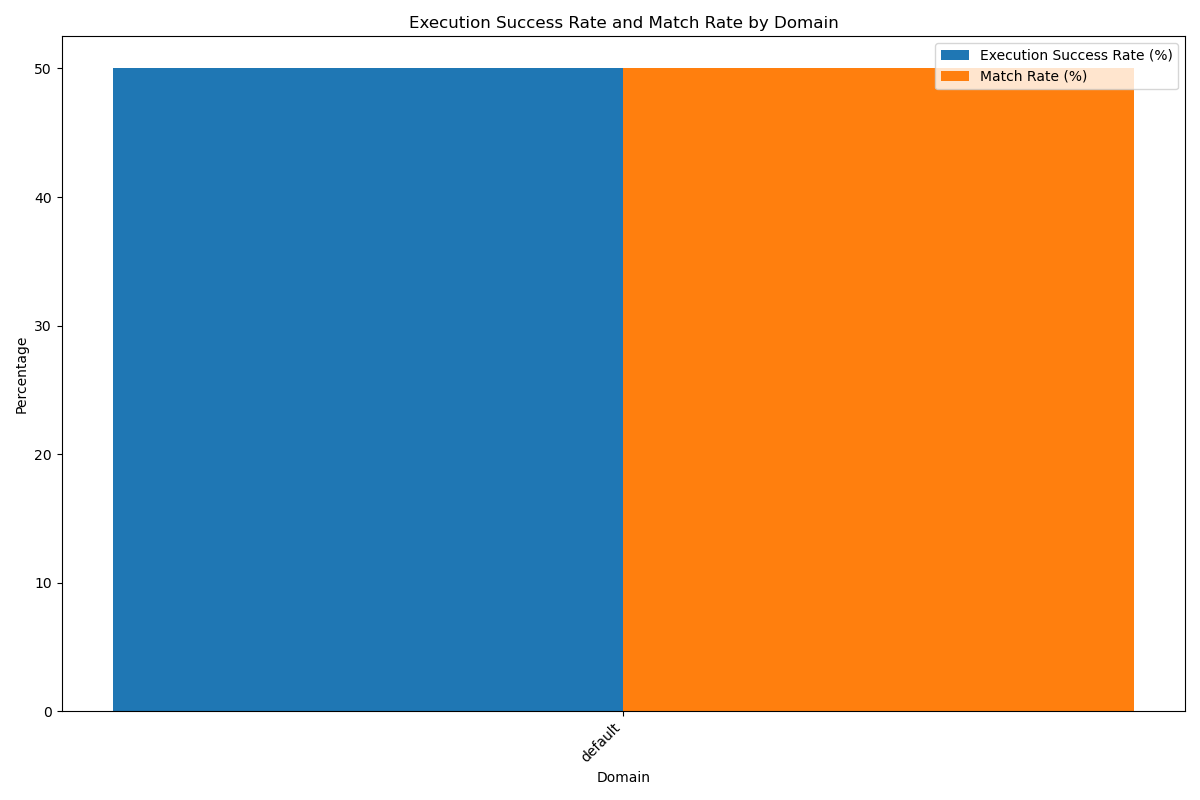 Execution Success Rate and Match Rate by Domain
Execution Success Rate (%)
Match Rate (%)
Percentage
50
40
30
20
10
0
default
Domain